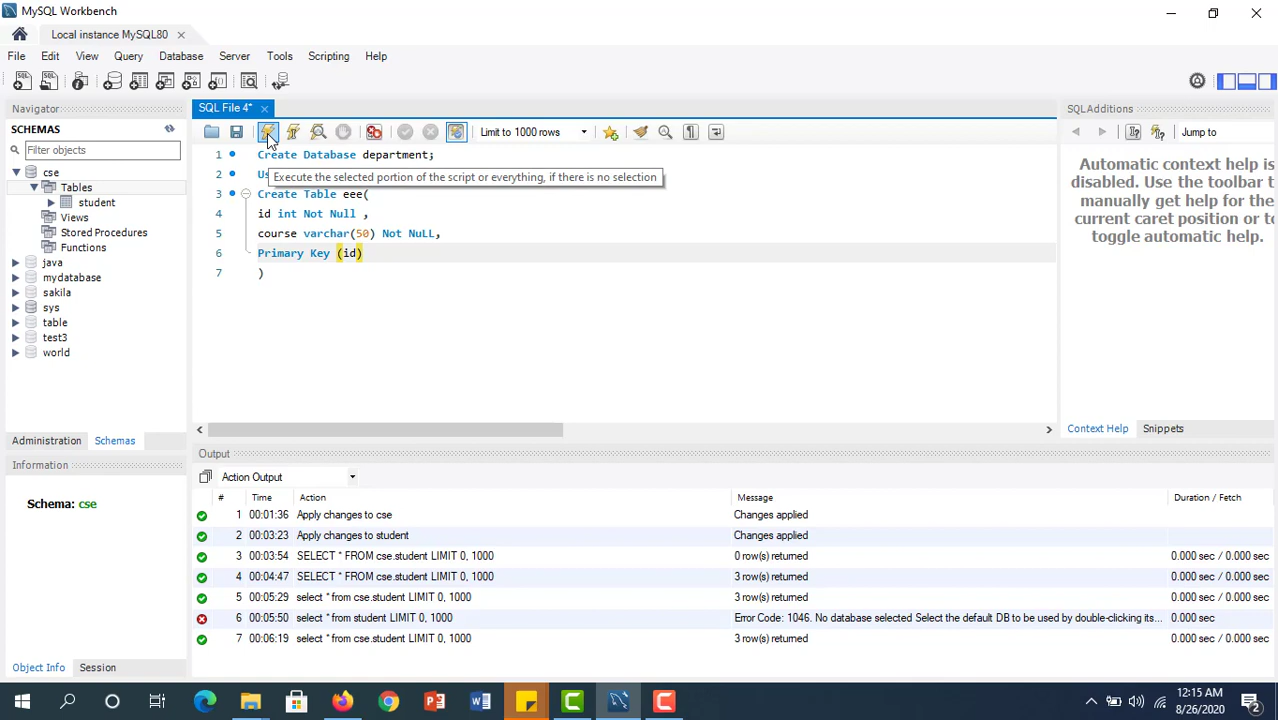 MySQL Workbench
Local instance MySQL80
File Edit View Query Database Server Tools Scripting Help
Navigator
SCHEMAS
Filter objects
cse
Tables
student
Views
Stored Procedures
Functions
java
mydatabase
sakila
sys
table
test3
world
Administration Schemas
Information
Schema: cse
Object Info Session
SQL File 4*
Limit to 1000 rows
1 Create Database department;
2 Us
Execute the selected portion of the script or everything, if there is no selection
3 Create Table eee(
4 id int Not Null ,
5 course varchar(50) Not NuLL,
6 Primary Key (id)
7 )
SQLAdditions
Jump to
Automatic context help is
disabled. Use the toolbar t
manually get help for the
current caret position or to
toggle automatic help.
Context Help Snippets
Output
Action Output
# Time Action Message Duration / Fetch
1 00:01:36 Apply changes to cse Changes applied
2 00:03:23 Apply changes to student Changes applied
3 00:03:54 SELECT * FROM cse.student LIMIT 0, 1000 0 row(s) returned 0.000 sec / 0.000 sec
4 00:04:47 SELECT * FROM cse.student LIMIT 0, 1000 3 row(s) returned 0.000 sec / 0.000 sec
5 00:05:29 select * from cse.student LIMIT 0, 1000 3 row(s) returned 0.000 sec / 0.000 sec
6 00:05:50 select * from student LIMIT 0, 1000 Error Code: 1046. No database selected Select the default DB to be used by double-clicking its... 0.000 sec
7 00:06:19 select * from cse.student LIMIT 0, 1000 3 row(s) returned 0.000 sec / 0.000 sec
12:15 AM
8/26/2020
2